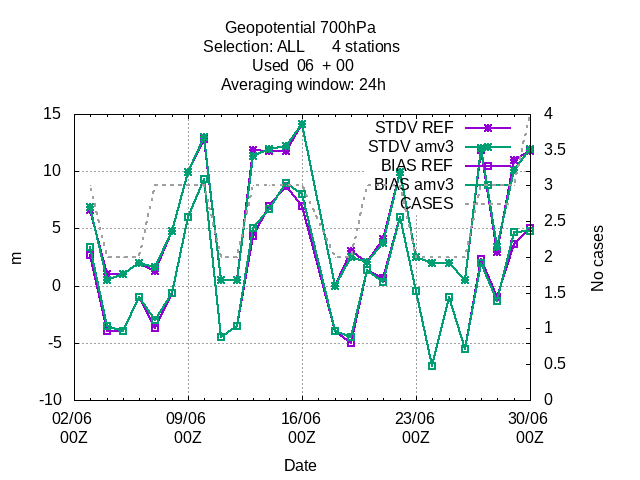 Geopotential 700hPa
Selection: ALL 4 stations
Used 06 + 00
Averaging window: 24h
STDV REF
STDV amv3
BIAS REF
BIAS amv3
CASES
15
10
5
0
-5
-10
4
3.5
3
2.5
2
1.5
1
0.5
0
m
No cases
02/06 09/06 16/06 23/06 30/06
00Z 00Z 00Z 00Z 00Z
Date